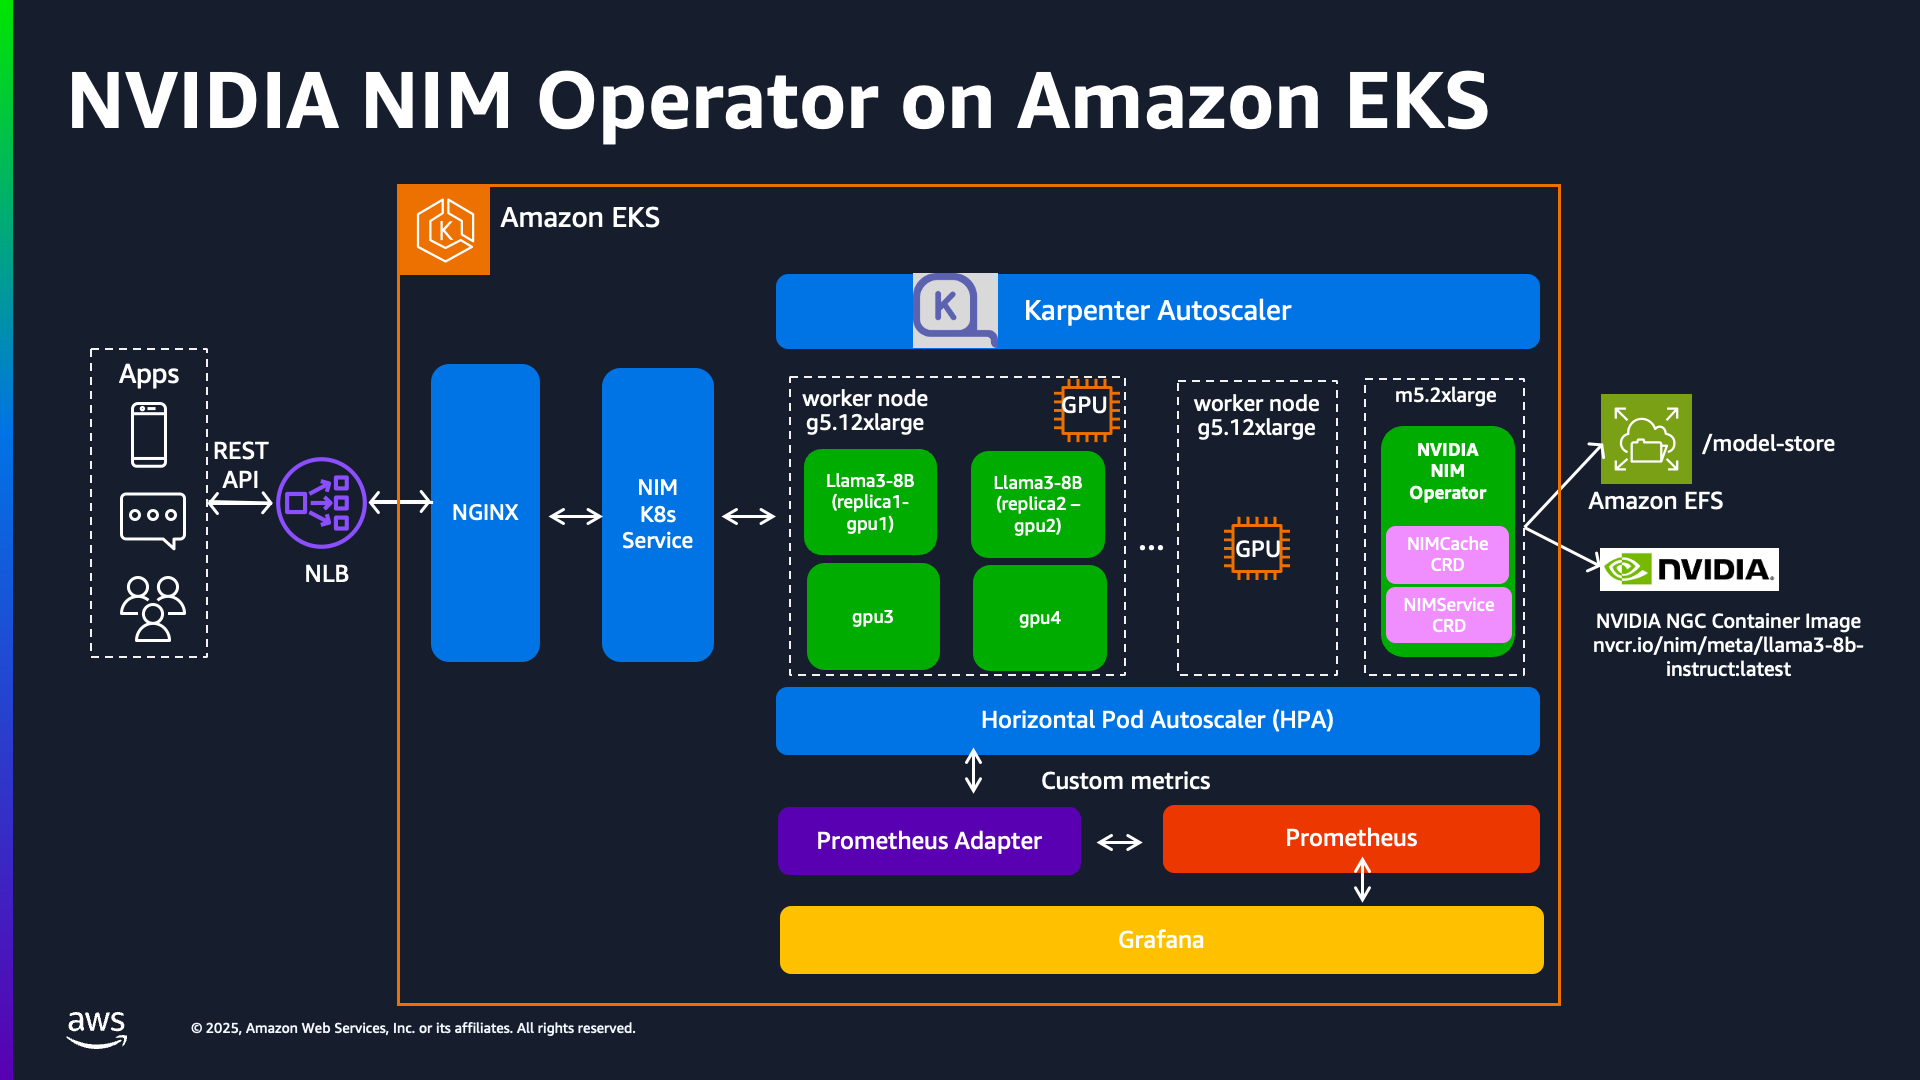 NVIDIA NIM Operator on Amazon EKS
Amazon EKS
K
K
Karpenter Autoscaler
Apps
REST
API
NLB
NGINX
NIM
K8s
Service
worker node
g5.12xlarge
GPU
Llama3-8B
(replica1-
gpu1)
Llama3-8B
(replica2 –
gpu2)
gpu3
gpu4
...
worker node
g5.12xlarge
GPU
m5.2xlarge
NVIDIA
NIM
Operator
NIMCache
CRD
NIMService
CRD
/model-store
Amazon EFS
NVIDIA.
NVIDIA NGC Container Image
nvcr.io/nim/meta/llama3-8b-
instruct:latest
Horizontal Pod Autoscaler (HPA)
Custom metrics
Prometheus Adapter
Prometheus
Grafana
aws
© 2025, Amazon Web Services, Inc. or its affiliates. All rights reserved.